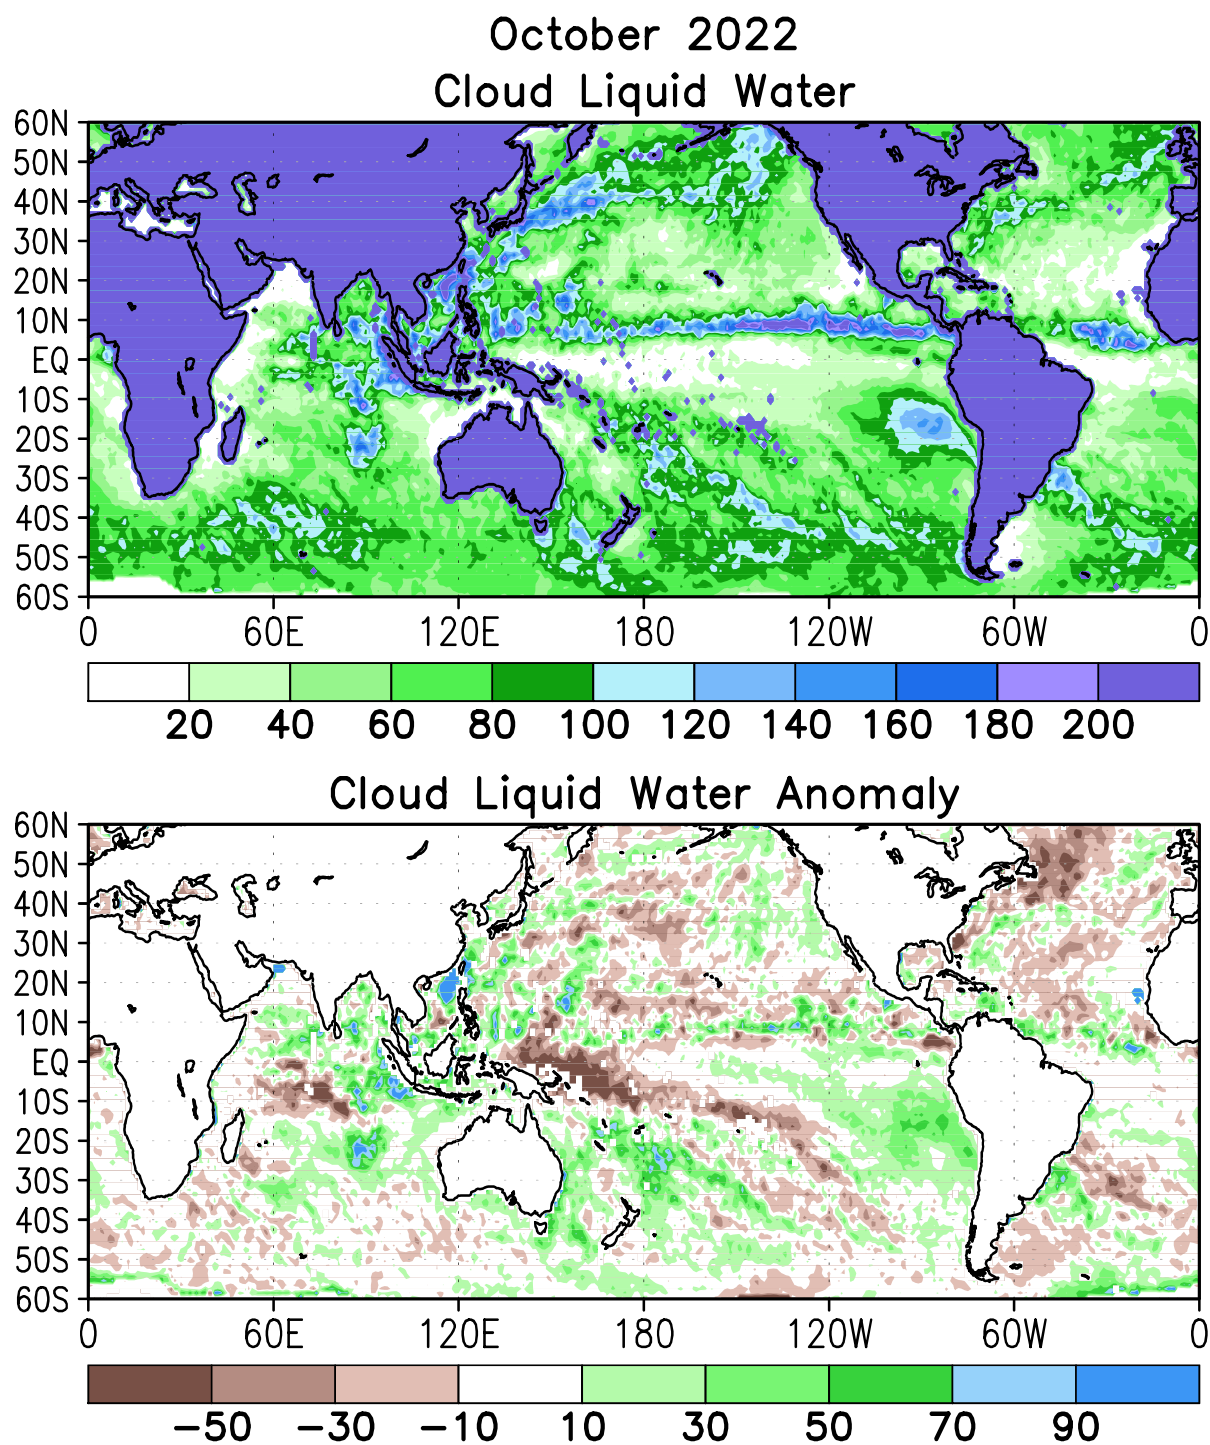 October 2022
Cloud Liquid Water
60N
50N
40N
30N
20N
10N
EQ
10S
20S
30S
40S
50S
60S
0 60E 120E 180 120W 60W 0
20 40 60 80 100 120 140 160 180 200
Cloud Liquid Water Anomaly
60N
50N
40N
30N
20N
10N
EQ
10S
20S
30S
40S
50S
60S
0 60E 120E 180 120W 60W 0
−50 −30 −10 10 30 50 70 90